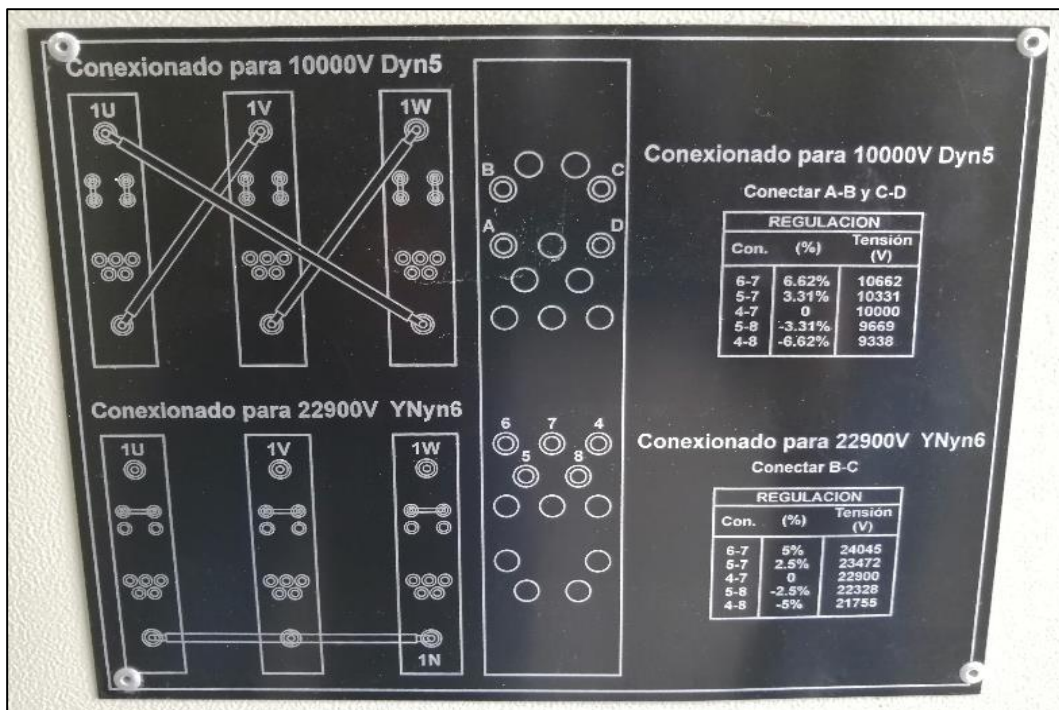 Conexionado para 10000V Dyn5
1U 1V 1W
B C
A D
Conexionado para 10000V Dyn5
Conectar A-B y C-D
REGULACION
Con. (%) Tensión (V)
6-7 6.62% 10662
5-7 3.31% 10331
4-7 0 10000
5-8 -3.31% 9669
4-8 -6.62% 9338
Conexionado para 22900V YNyn6
1U 1V 1W
1N
6 7 4
5 8
Conexionado para 22900V YNyn6
Conectar B-C
REGULACION
Con. (%) Tensión (V)
6-7 5% 24045
5-7 2.5% 23472
4-7 0 22900
5-8 -2.5% 22328
4-8 -5% 21755